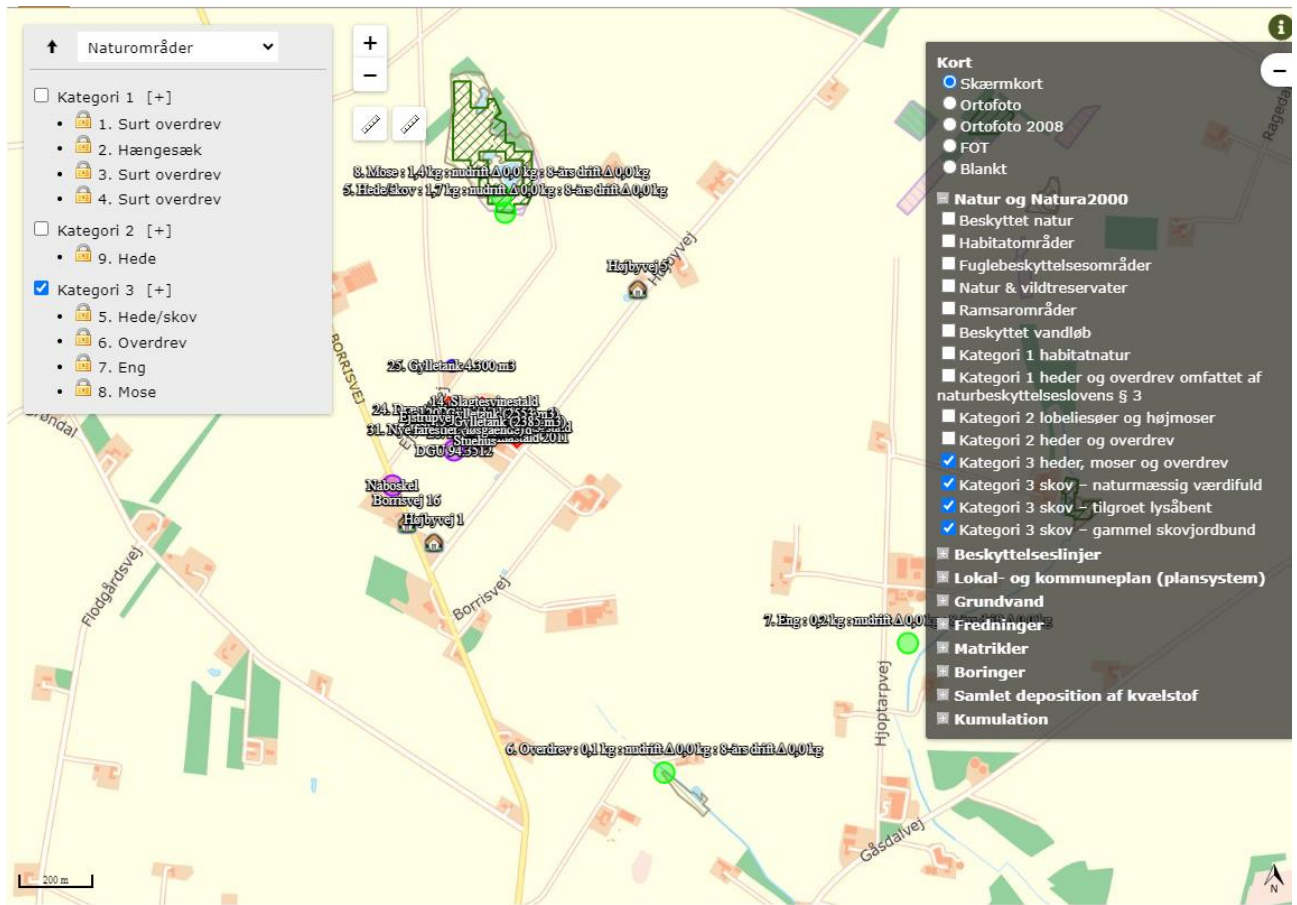 Naturområder
Kategori 1 [+]
1. Surt overdrev
2. Hængesæk
3. Surt overdrev
4. Surt overdrev
Kategori 2 [+]
9. Hede
Kategori 3 [+]
5. Hede/skov
6. Overdrev
7. Eng
8. Mose
+
−
8. Mose : 1,4 kg : nudrift Δ 0,0 kg : 8-års drift Δ 0,0 kg
5. Hede/skov : 1,7 kg : nudrift Δ 0,0 kg : 8-års drift Δ 0,0 kg
Højbyvej 5
Højbyvej
BORRISVEJ
25. Gylletank 4.300 m3
14. Slagtesvinestald
Gylletank (2385 m3)
31. Nye farestier (løsgående)
Stuehus
DGU 94.3512
Naboskel
Borrisvej 16
Højbyvej 1
Borrisvej
Flodgårdsvej
7. Eng : 0,2 kg : nudrift Δ 0,0 kg
Hjoptarpvej
6. Overdrev : 0,1 kg : nudrift Δ 0,0 kg : 8-års drift Δ 0,0 kg
Gåsdalvej
200 m
N
i
−
Kort
Skærmkort
Ortofoto
Ortofoto 2008
FOT
Blankt
Natur og Natura2000
Beskyttet natur
Habitatområder
Fuglebeskyttelsesområder
Natur & vildtreservater
Ramsarområder
Beskyttet vandløb
Kategori 1 habitatnatur
Kategori 1 heder og overdrev omfattet af
naturbeskyttelseslovens § 3
Kategori 2 lobeliesøer og højmoser
Kategori 2 heder og overdrev
Kategori 3 heder, moser og overdrev
Kategori 3 skov – naturmæssig værdifuld
Kategori 3 skov – tilgroet lysåbent
Kategori 3 skov – gammel skovjordbund
Beskyttelseslinjer
Lokal- og kommuneplan (plansystem)
Grundvand
Fredninger
Matrikler
Boringer
Samlet deposition af kvælstof
Kumulation